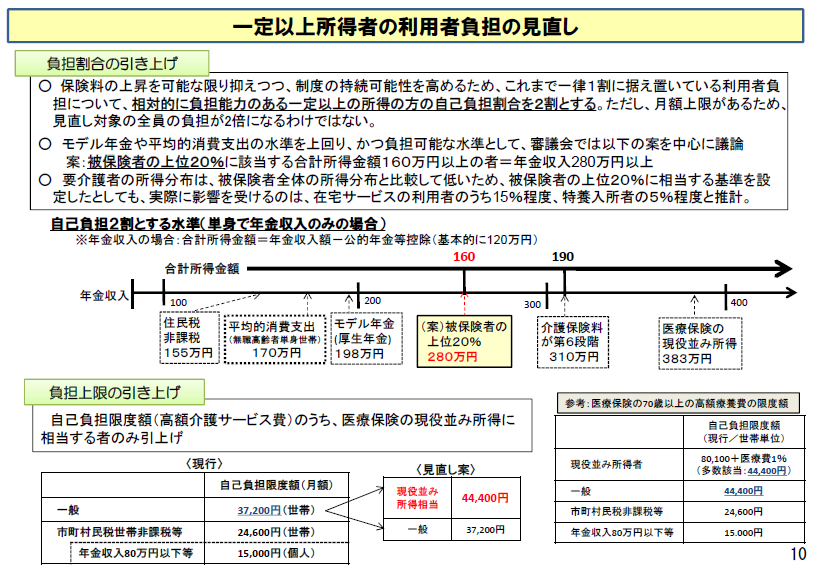 一定以上所得者の利用者負担の見直し
負担割合の引き上げ
○ 保険料の上昇を可能な限り抑えつつ、制度の持続可能性を高めるため、これまで一律１割に据え置いている利用者負
担について、相対的に負担能力のある一定以上の所得の方の自己負担割合を２割とする。ただし、月額上限があるため、
見直し対象の全員の負担が２倍になるわけではない。
○ モデル年金や平均的消費支出の水準を上回り、かつ負担可能な水準として、審議会では以下の案を中心に議論
案：被保険者の上位２０％に該当する合計所得金額１６０万円以上の者＝年金収入２８０万円以上
○ 要介護者の所得分布は、被保険者全体の所得分布と比較して低いため、被保険者の上位２０％に相当する基準を設
定したとしても、実際に影響を受けるのは、在宅サービスの利用者のうち１５％程度、特養入所者の５％程度と推計。
自己負担２割とする水準（単身で年金収入のみの場合）
※年金収入の場合：合計所得金額＝年金収入額－公的年金等控除（基本的に１２０万円）
160
190
合計所得金額
年金収入
100
200
300
400
住民税
非課税
155万円
平均的消費支出
（無職高齢者単身世帯）
170万円
モデル年金
(厚生年金)
198万円
（案）被保険者の
上位20％
280万円
介護保険料
が第6段階
310万円
医療保険の
現役並み所得
383万円
負担上限の引き上げ
自己負担限度額（高額介護サービス費）のうち、医療保険の現役並み所得に
相当する者のみ引上げ
〈現行〉
自己負担限度額（月額）
一般
37,200円（世帯）
市町村民税世帯非課税等
24,600円（世帯）
年金収入80万円以下等
15,000円（個人）
〈見直し案〉
現役並み
所得相当
44,400円
一般
37,200円
参考：医療保険の70歳以上の高額療養費の限度額
自己負担限度額
（現行／世帯単位）
現役並み所得者
80,100＋医療費1％
（多数該当：44,400円）
一般
44,400円
市町村民税非課税等
24,600円
年金収入80万円以下等
15.000円
10